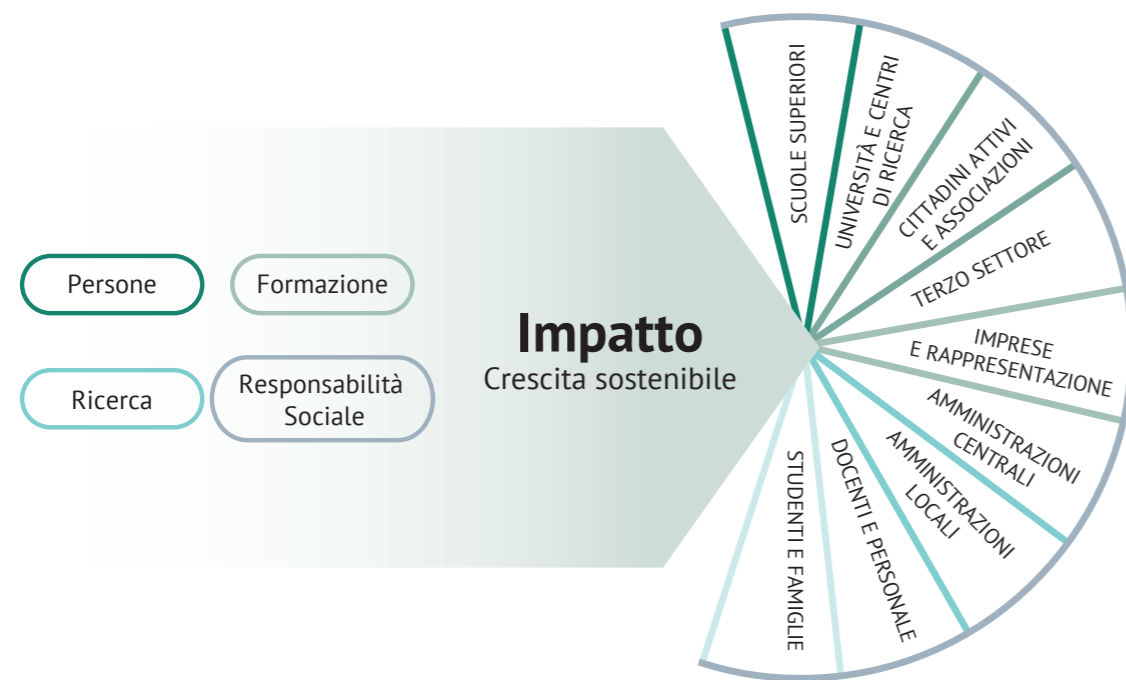 Persone
Formazione
Ricerca
Responsabilità
Sociale
Impatto
Crescita sostenibile
SCUOLE SUPERIORI
UNIVERSITÀ E CENTRI
DI RICERCA
CITTADINI ATTIVI
E ASSOCIAZIONI
TERZO SETTORE
IMPRESE
E RAPPRESENTAZIONE
AMMINISTRAZIONI
CENTRALI
AMMINISTRAZIONI
LOCALI
DOCENTI E PERSONALE
STUDENTI E FAMIGLIE